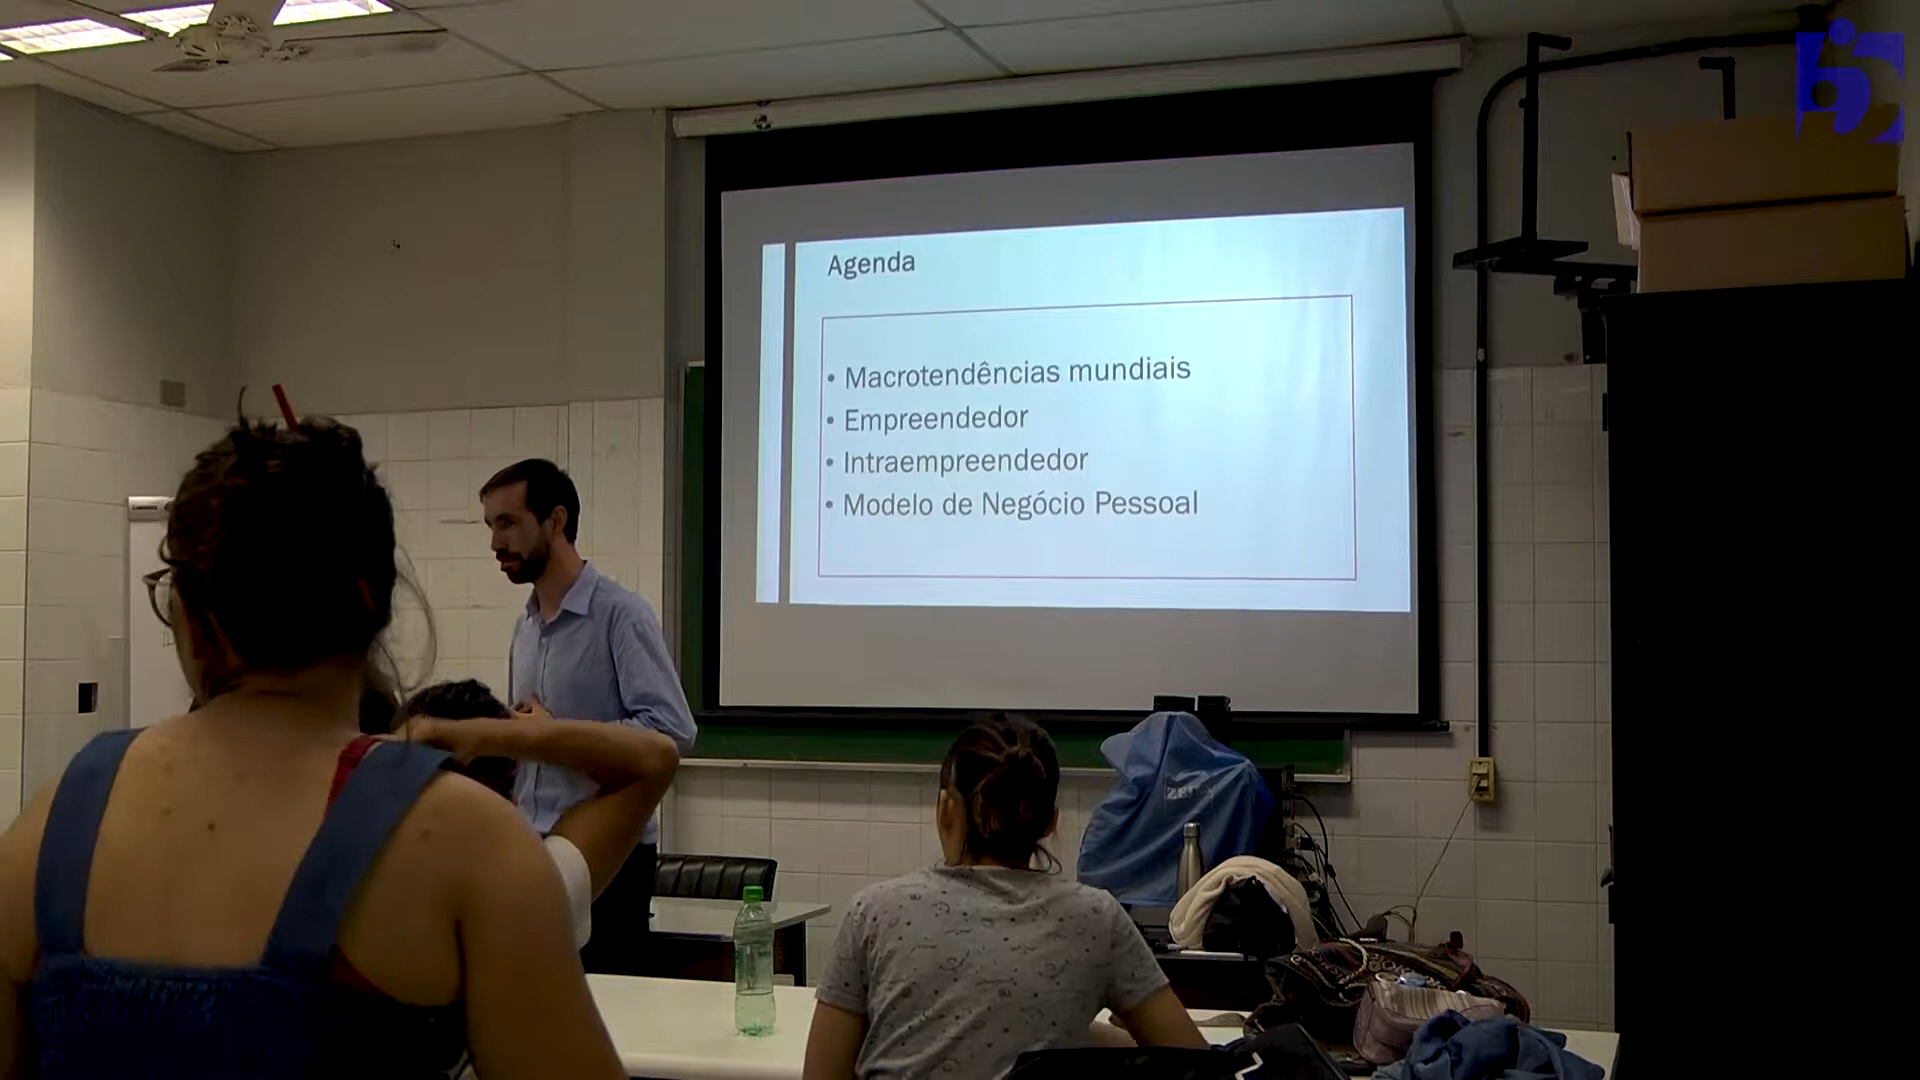 Agenda
• Macrotendências mundiais
• Empreendedor
• Intraempreendedor
• Modelo de Negócio Pessoal